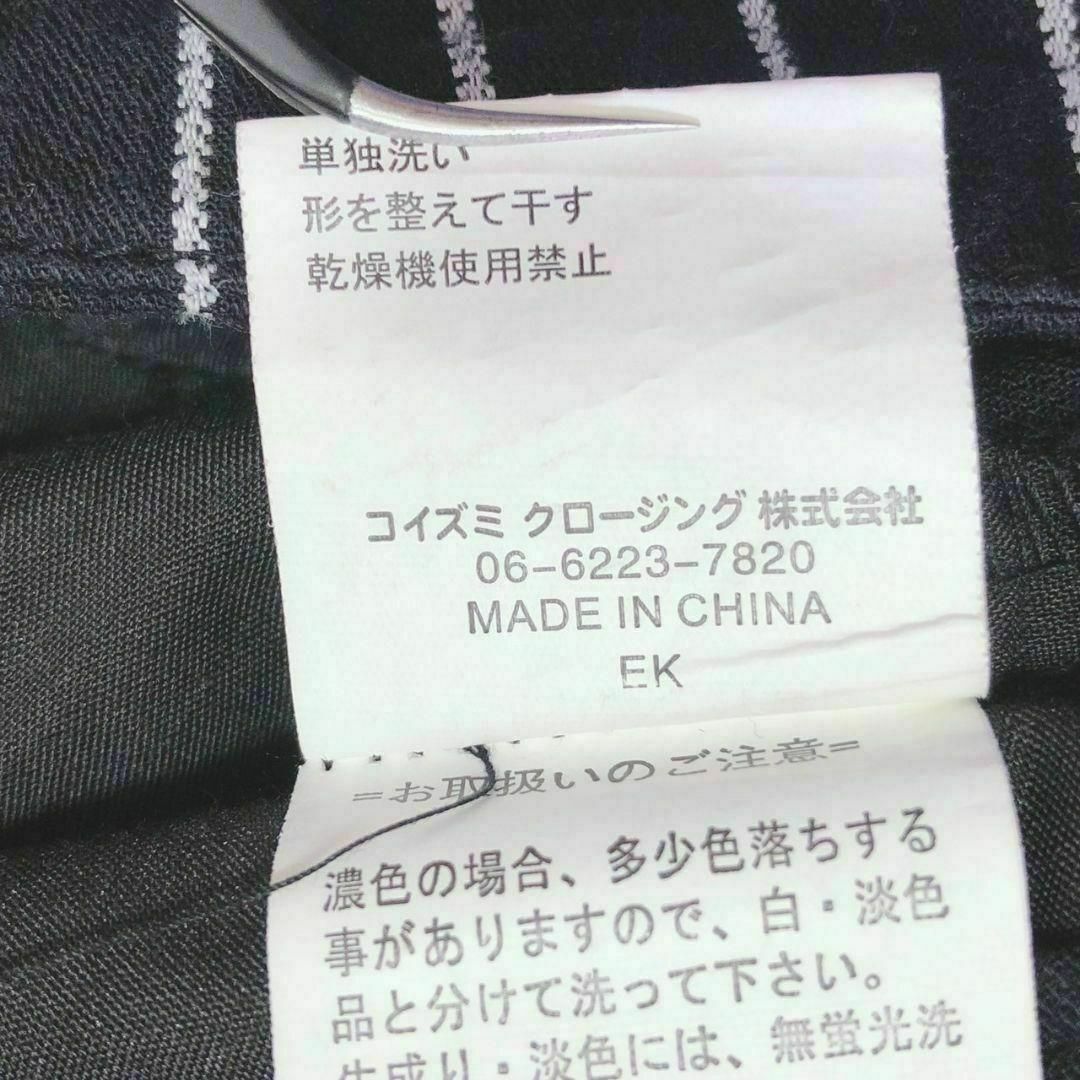 単独洗い
形を整えて干す
乾燥機使用禁止
コイズミ クロージング 株式会社
06-6223-7820
MADE IN CHINA
EK
=お取扱いのご注意=
濃色の場合、多少色落ちする
事がありますので、白・淡色
品と分けて洗って下さい。
生成り・淡色には、無蛍光洗